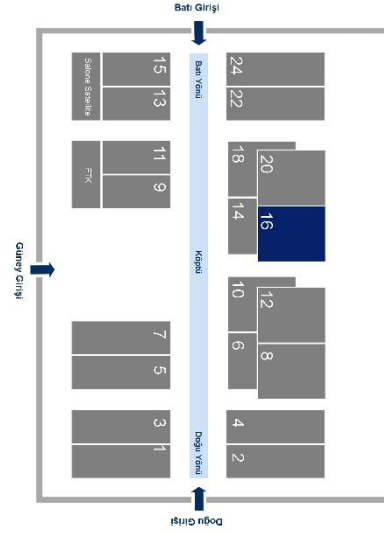 Batı Girişi
Salone Satellite
15
13
Batı Yönü
24
22
FTK
11
9
18
20
14
16
Güney Girişi
Köprü
10
12
6
8
7
5
3
1
Doğu Yönü
4
2
Doğu Girişi